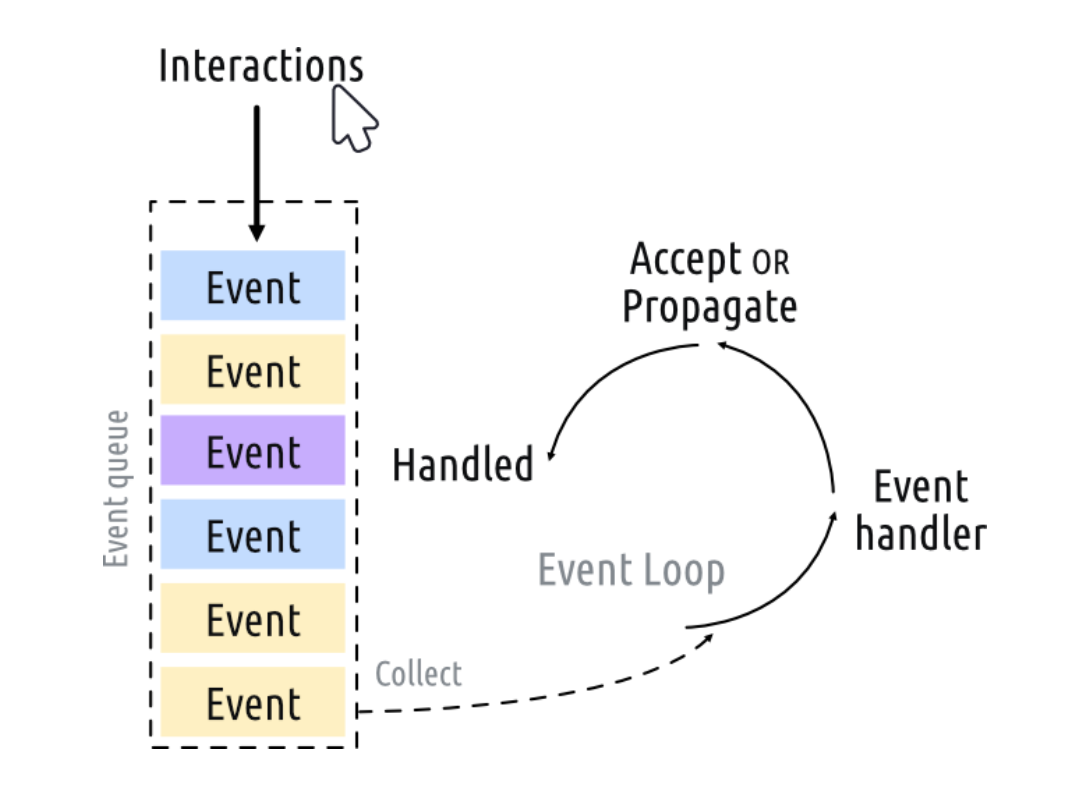 Interactions
Event
Event
Event
Event
Event
Event
Event queue
Collect
Event Loop
Event
handler
Accept OR
Propagate
Handled